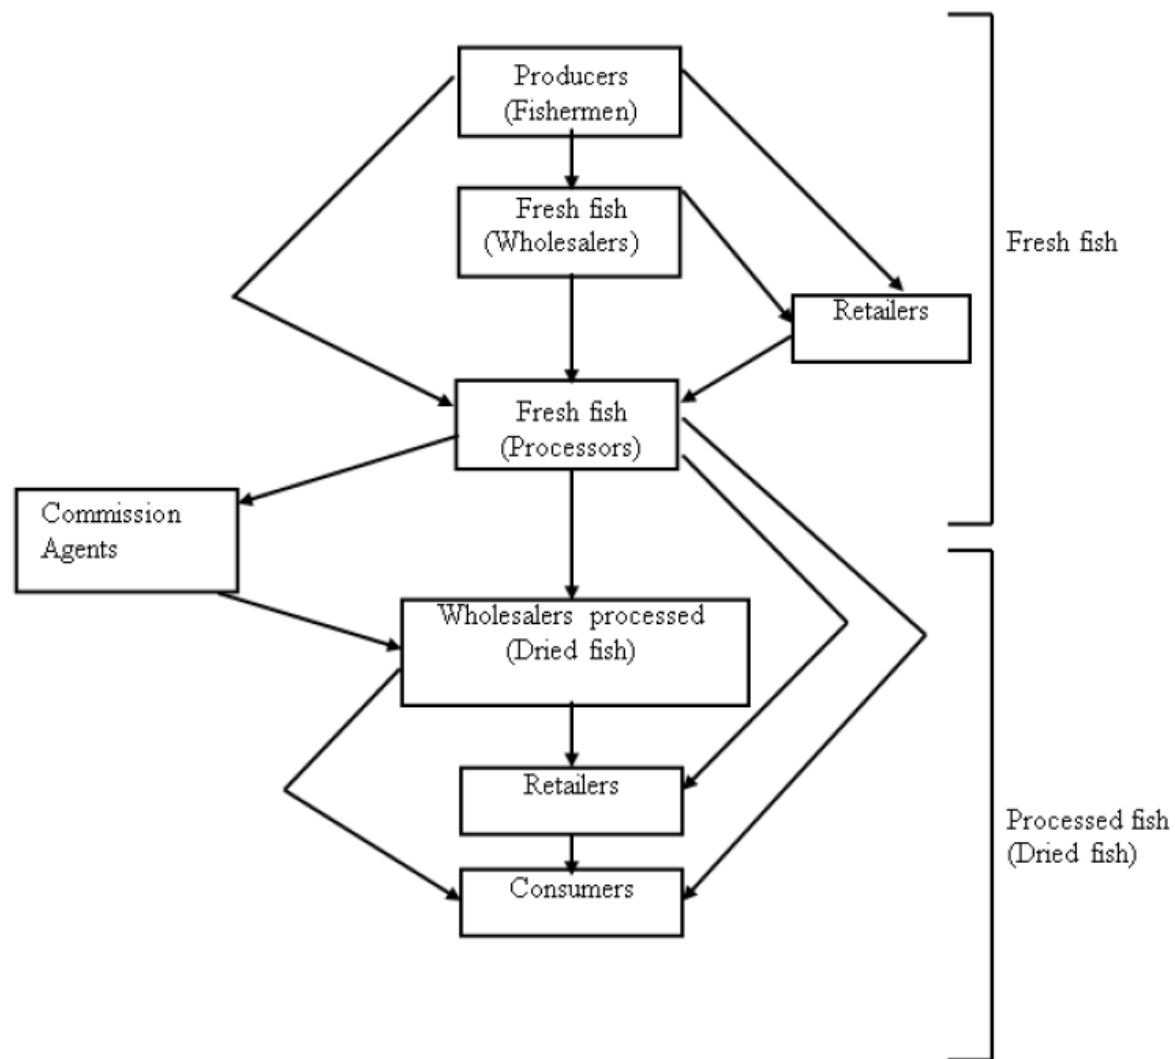 Producers
(Fishermen)
Fresh fish
(Wholesalers)
Fresh fish
Retailers
Fresh fish
(Processors)
Commission
Agents
Wholesalers processed
(Dried fish)
Retailers
Processed fish
(Dried fish)
Consumers